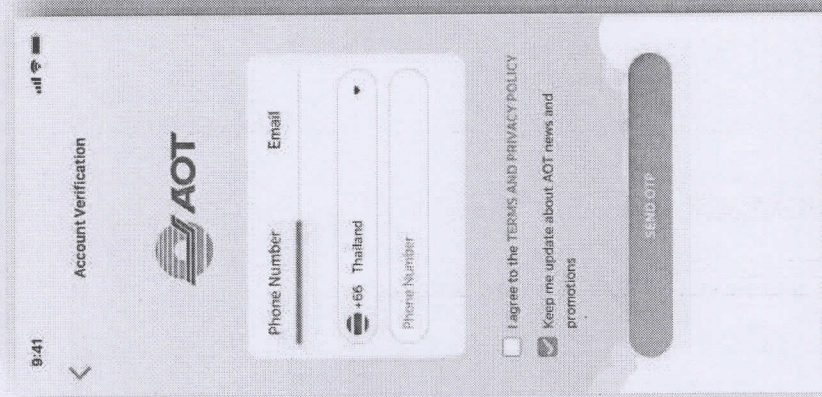 9:41
Account Verification
AOT
Phone Number Email
+66 Thailand
Phone Number
I agree to the TERMS AND PRIVACY POLICY
Keep me update about AOT news and
promotions
SEND OTP